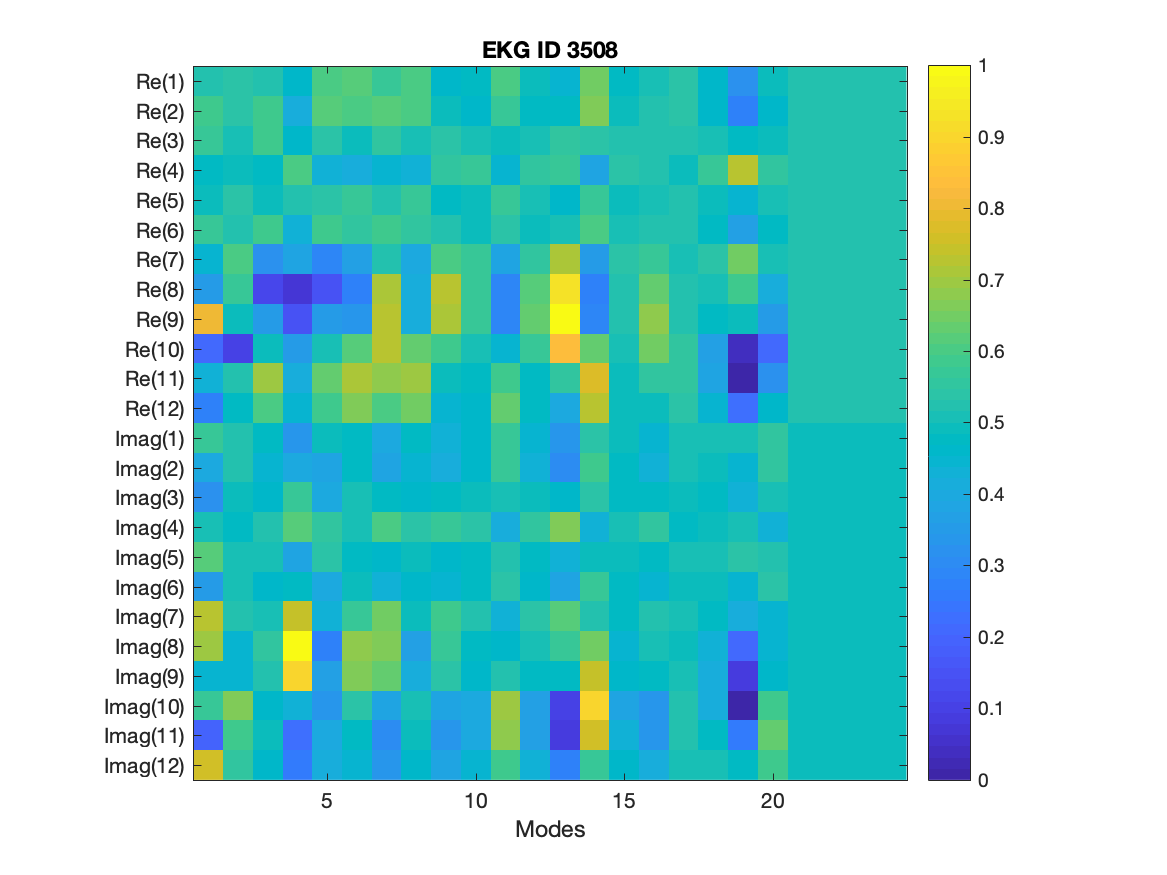 EKG ID 3508
Re(1)
Re(2)
Re(3)
Re(4)
Re(5)
Re(6)
Re(7)
Re(8)
Re(9)
Re(10)
Re(11)
Re(12)
Imag(1)
Imag(2)
Imag(3)
Imag(4)
Imag(5)
Imag(6)
Imag(7)
Imag(8)
Imag(9)
Imag(10)
Imag(11)
Imag(12)
5 10 15 20
Modes
1
0.9
0.8
0.7
0.6
0.5
0.4
0.3
0.2
0.1
0